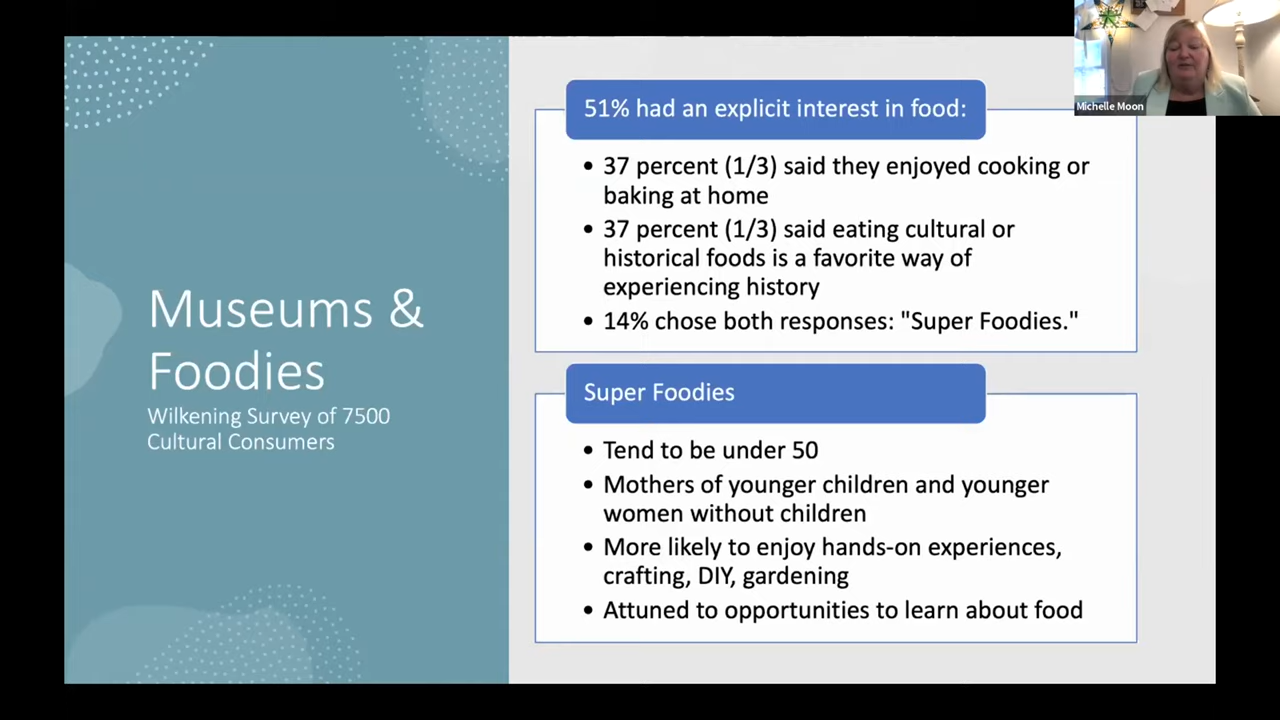 Museums &
Foodies
Wilkening Survey of 7500
Cultural Consumers
51% had an explicit interest in food:
• 37 percent (1/3) said they enjoyed cooking or
baking at home
• 37 percent (1/3) said eating cultural or
historical foods is a favorite way of
experiencing history
• 14% chose both responses: "Super Foodies."
Super Foodies
• Tend to be under 50
• Mothers of younger children and younger
women without children
• More likely to enjoy hands-on experiences,
crafting, DIY, gardening
• Attuned to opportunities to learn about food
Michelle Moon